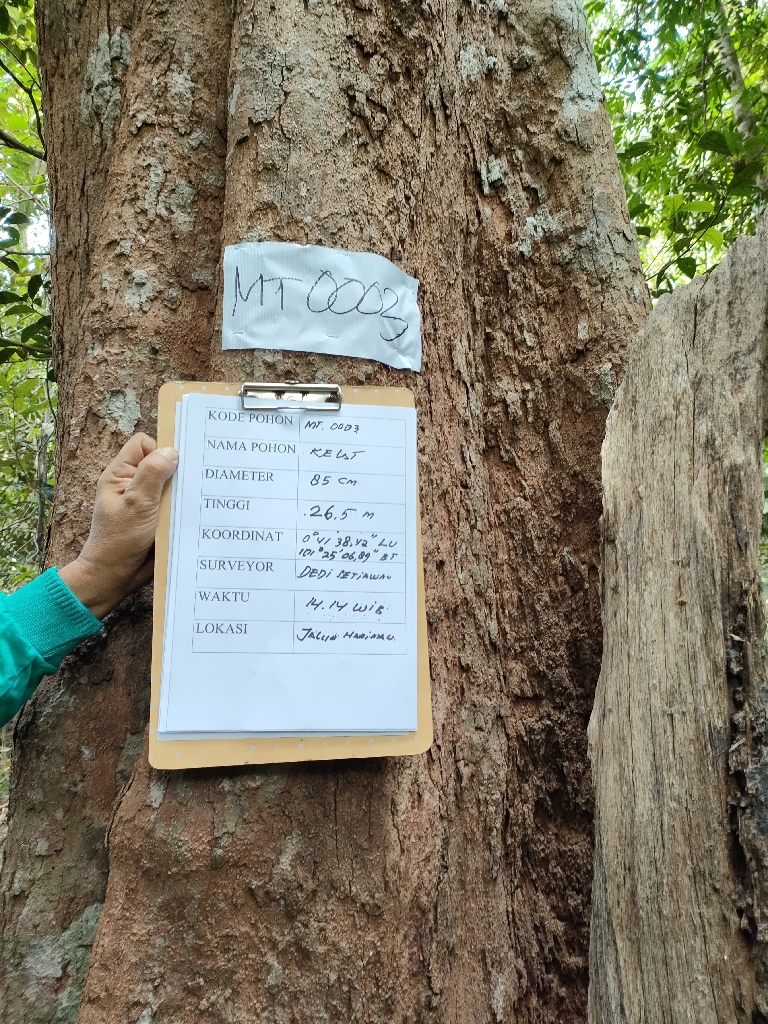 MT 0003
KODE POHON MT. 0003
NAMA POHON KELAT
DIAMETER 85 cm
TINGGI 26,5 m
KOORDINAT 0°41'38,42" LU
101°25'06,89" BT
SURVEYOR DEDI SETIAWAN
WAKTU 14.14 WIB
LOKASI JALUR